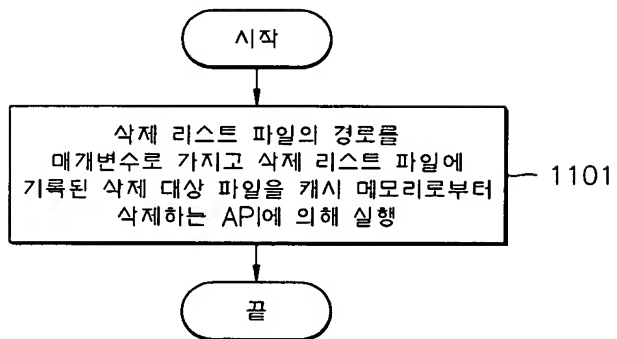 시작
삭제 리스트 파일의 경로를
매개변수로 가지고 삭제 리스트 파일에
기록된 삭제 대상 파일을 캐시 메모리로부터
삭제하는 API에 의해 실행
1101
끝